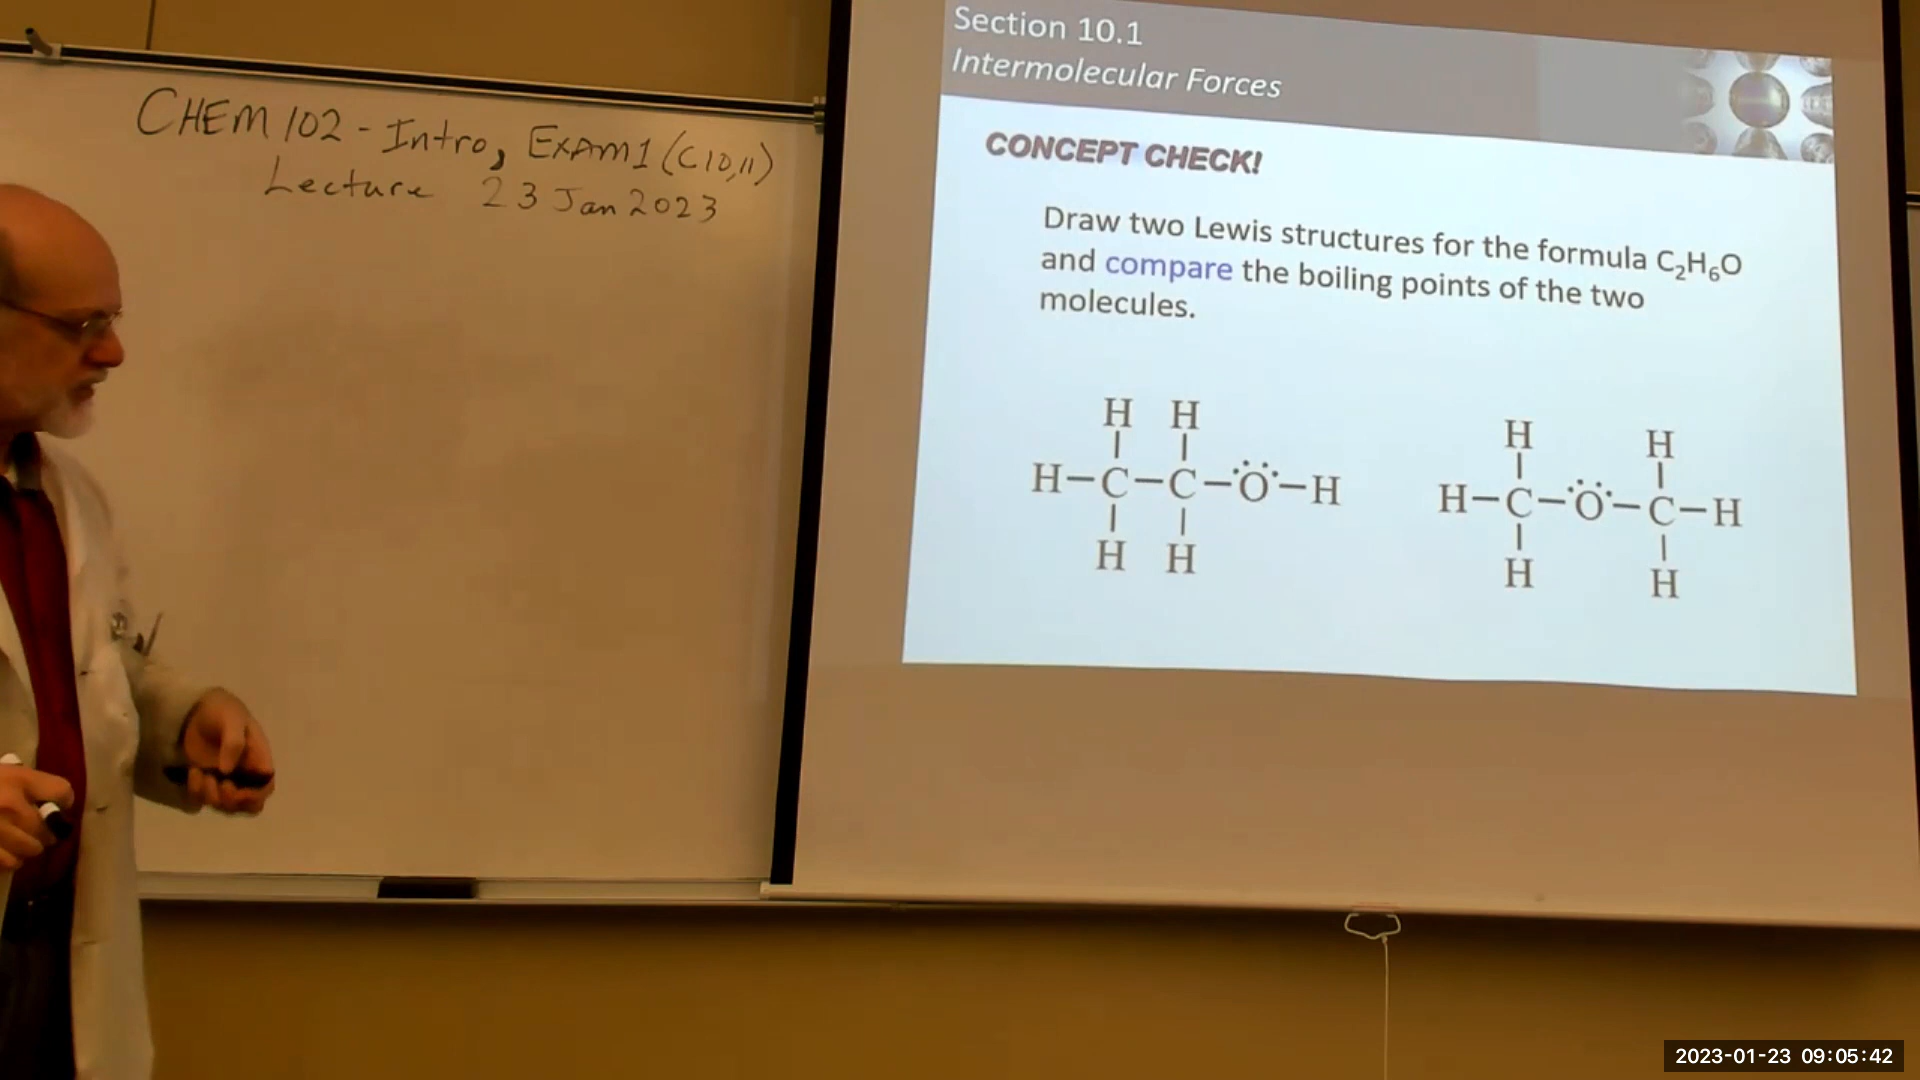 CHEM 102 - Intro, EXAM 1 (C10,11)
Lecture 23 Jan 2023
Section 10.1
Intermolecular Forces
CONCEPT CHECK!
Draw two Lewis structures for the formula C₂H₆O
and compare the boiling points of the two
molecules.
H H
H–C–C–Ö–H
H H
H H
H–C–Ö–C–H
H H
2023-01-23 09:05:42